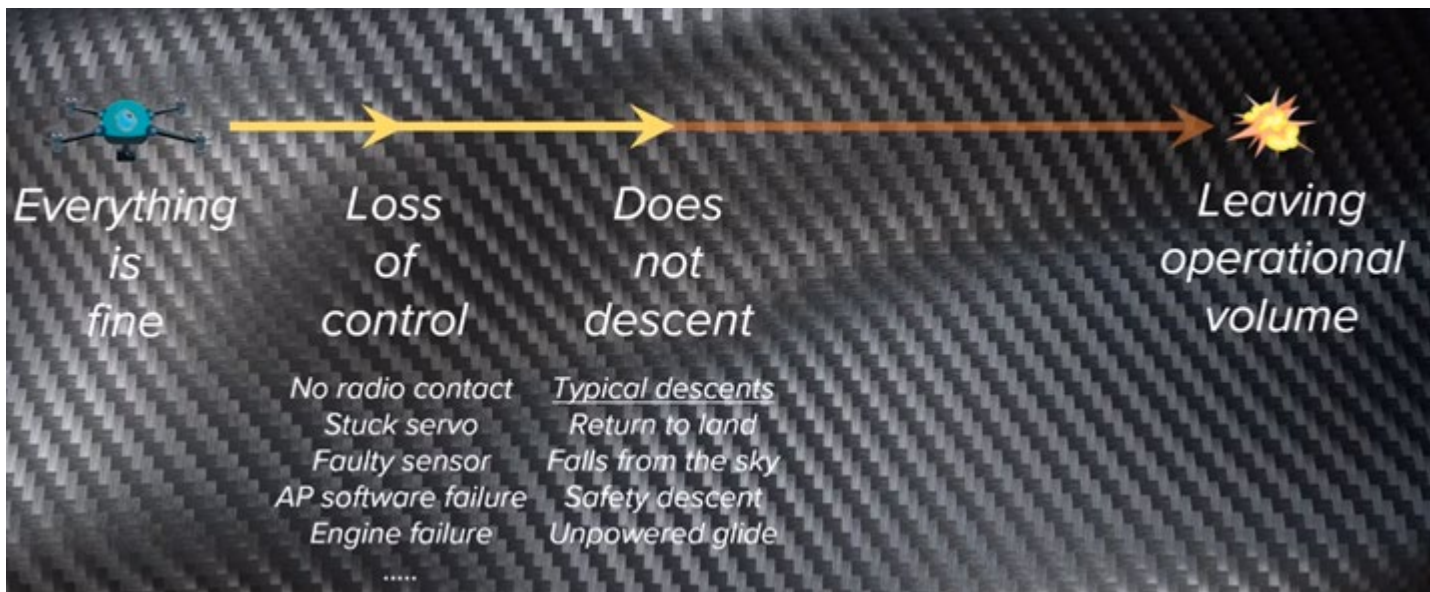 Everything
is
fine
Loss
of
control
No radio contact
Stuck servo
Faulty sensor
AP software failure
Engine failure
.....
Does
not
descent
Typical descents
Return to land
Falls from the sky
Safety descent
Unpowered glide
Leaving
operational
volume